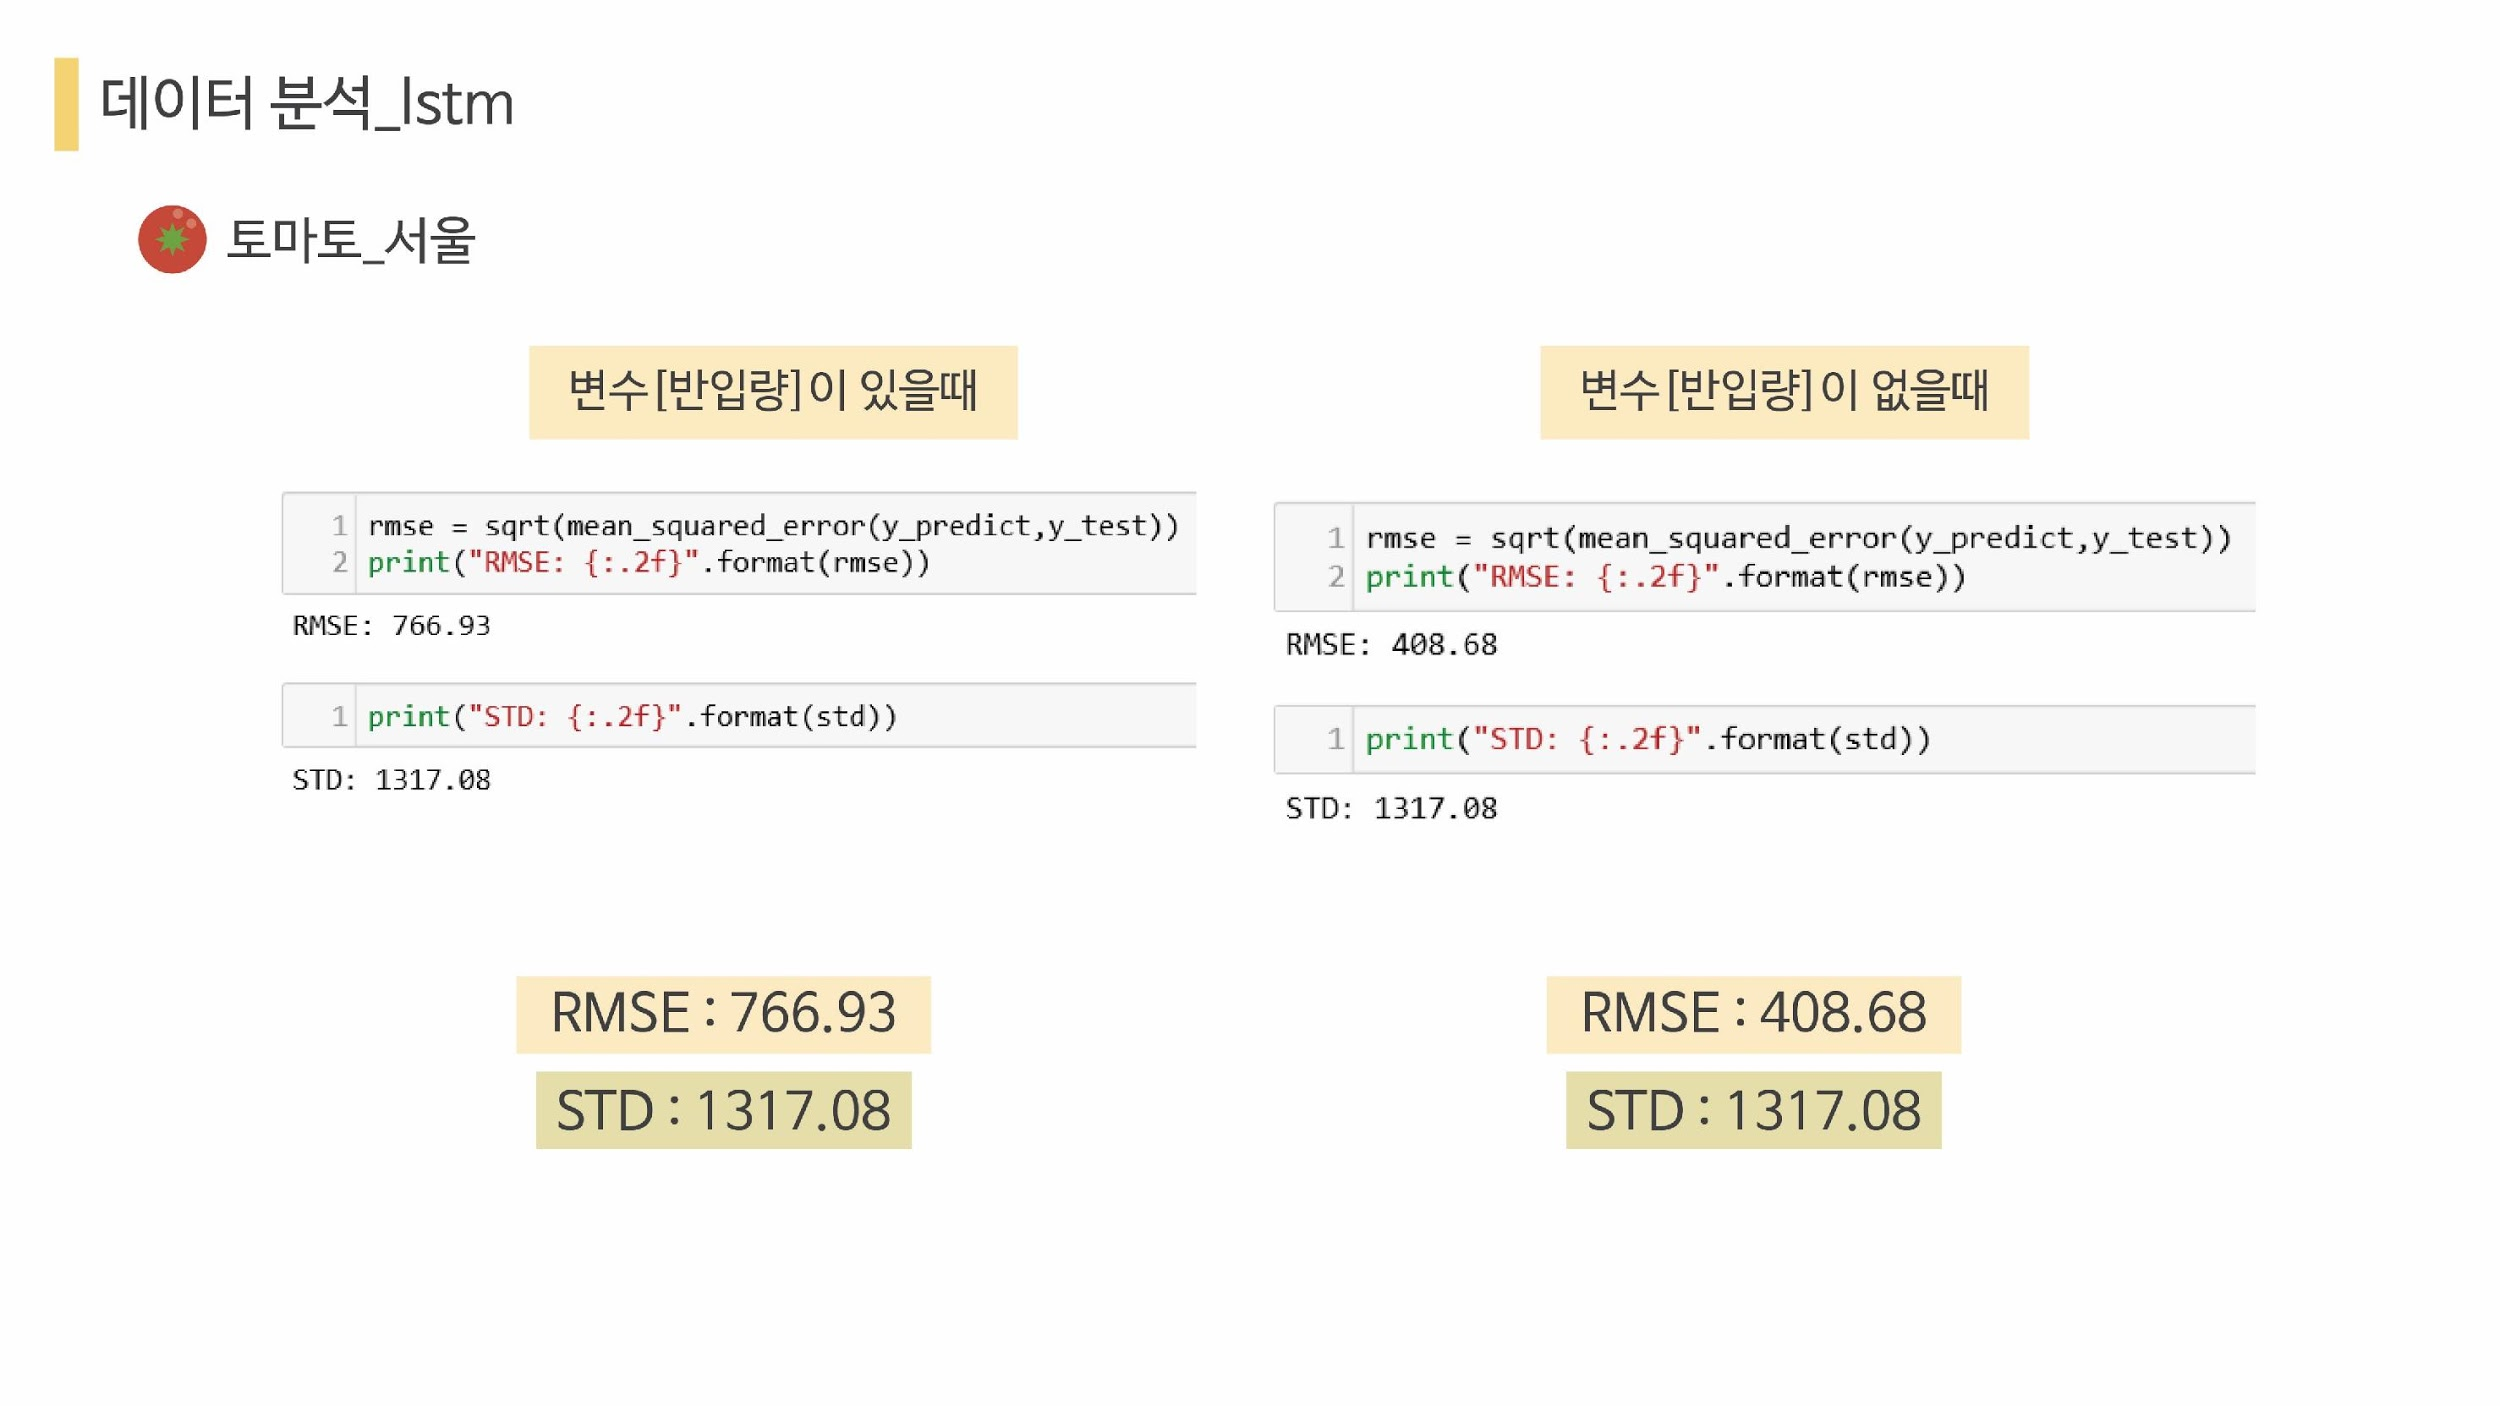 데이터 분석_lstm
토마토_서울
변수[반입량]이 있을때
1 rmse = sqrt(mean_squared_error(y_predict,y_test))
2 print("RMSE: {:.2f}".format(rmse))
RMSE: 766.93
1 print("STD: {:.2f}".format(std))
STD: 1317.08
RMSE : 766.93
STD : 1317.08
변수[반입량]이 없을때
1 rmse = sqrt(mean_squared_error(y_predict,y_test))
2 print("RMSE: {:.2f}".format(rmse))
RMSE: 408.68
1 print("STD: {:.2f}".format(std))
STD: 1317.08
RMSE : 408.68
STD : 1317.08